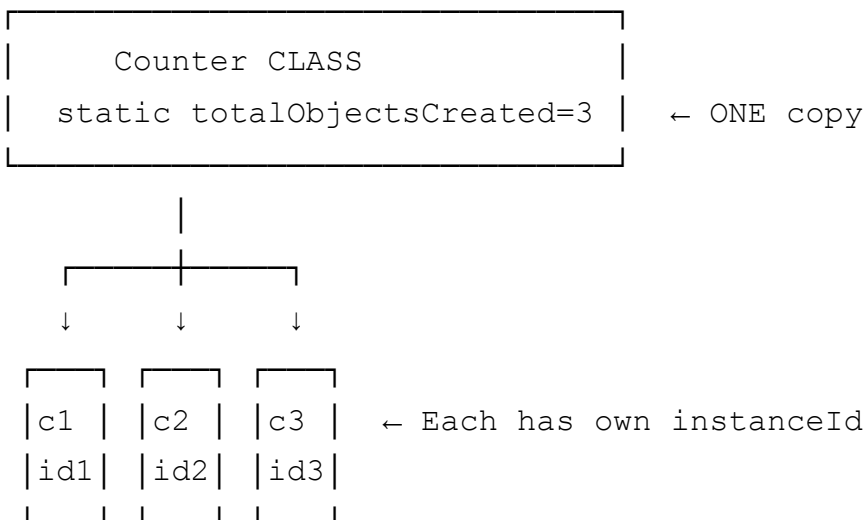 Counter CLASS
static totalObjectsCreated=3 ← ONE copy
c1 c2 c3 ← Each has own instanceId
id1 id2 id3